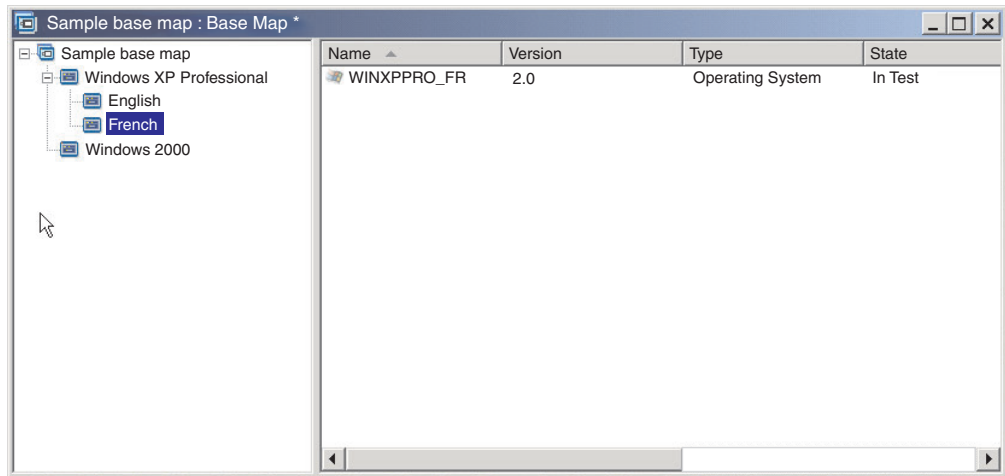 Sample base map : Base Map *
Sample base map
Windows XP Professional
English
French
Windows 2000
Name Version Type State
WINXPPRO_FR 2.0 Operating System In Test